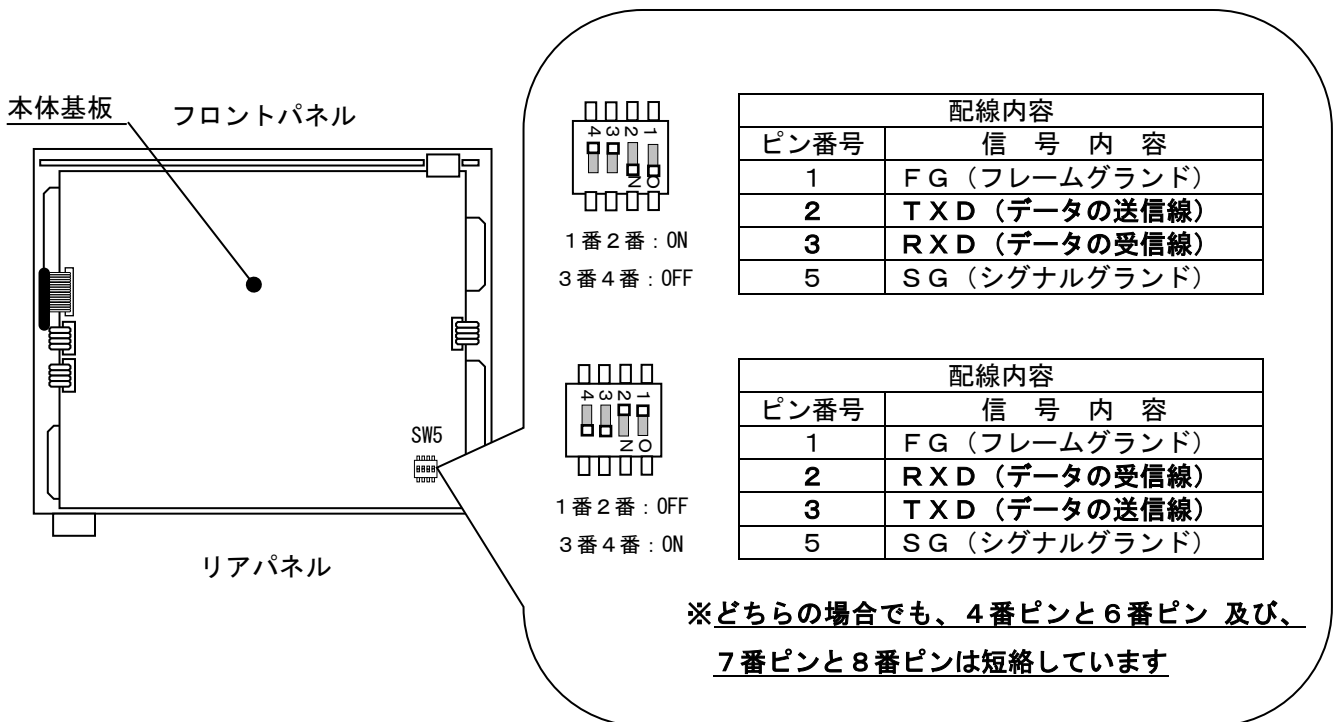 本体基板
フロントパネル
SW5
リアパネル
4 3 2 1
N O
1番2番：ON
3番4番：OFF
配線内容
ピン番号 信 号 内 容
1 FG（フレームグランド）
2 TXD（データの送信線）
3 RXD（データの受信線）
5 SG（シグナルグランド）
4 3 2 1
N O
1番2番：OFF
3番4番：ON
配線内容
ピン番号 信 号 内 容
1 FG（フレームグランド）
2 RXD（データの受信線）
3 TXD（データの送信線）
5 SG（シグナルグランド）
※どちらの場合でも、4番ピンと6番ピン 及び、
7番ピンと8番ピンは短絡しています